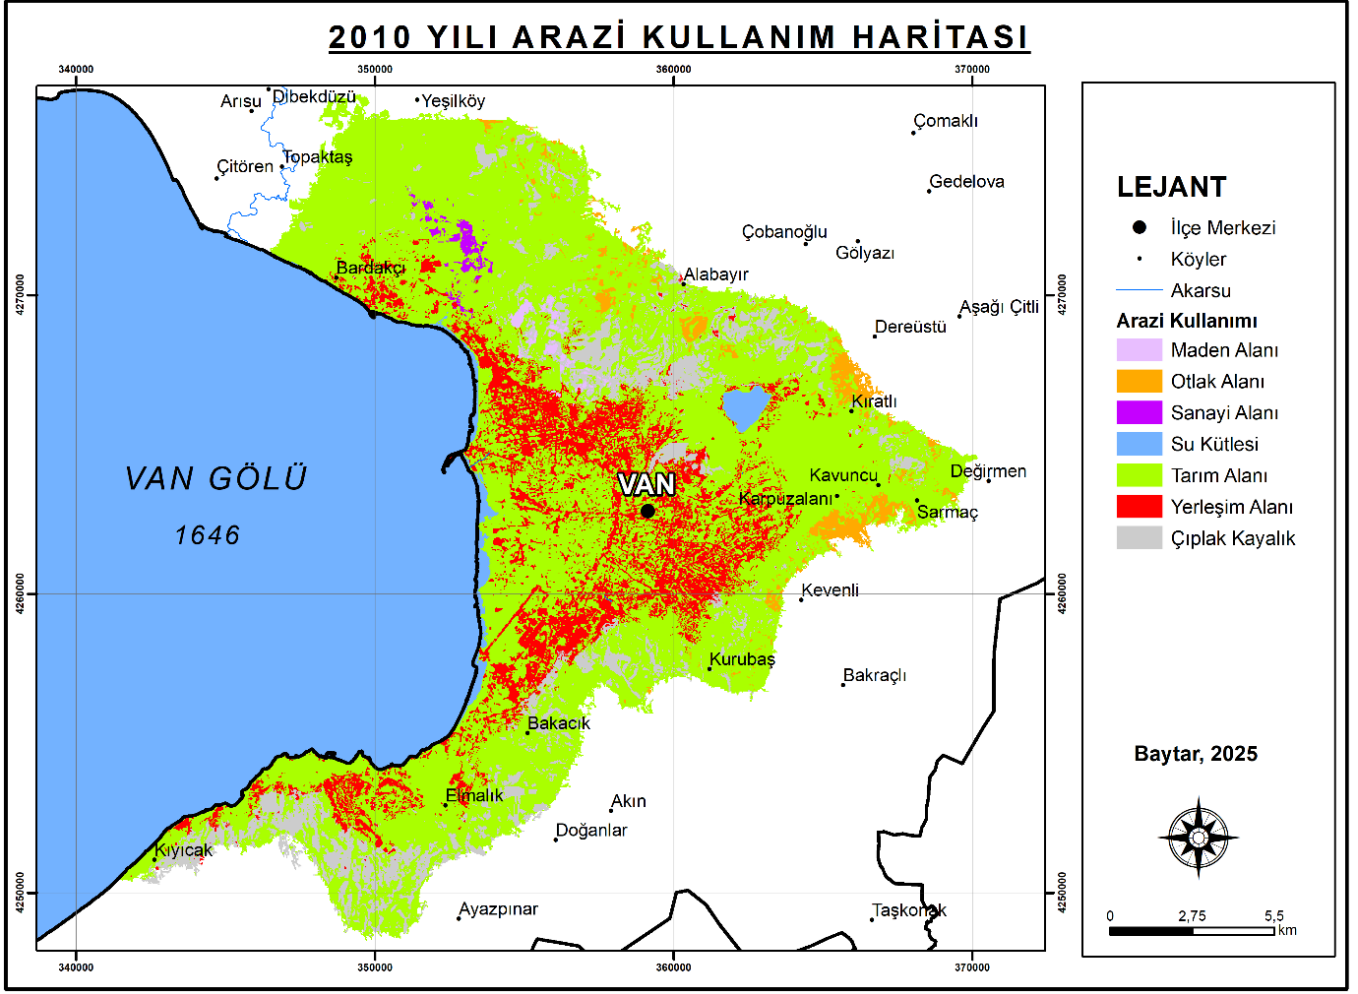 2010 YILI ARAZİ KULLANIM HARİTASI
340000 350000 360000 370000
Arısu Dibekdüzü Yeşilköy
Çomaklı
Çitören Topaktaş
Gedelova
Çobanoğlu
Gölyazı
Bardakçı
Alabayır
4270000 4270000
Aşağı Çitli
Dereüstü
Kıratlı
VAN GÖLÜ
1646
VAN
Kavuncu
Değirmen
Karpuzalanı
Sarmaç
4260000 4260000
Kevenli
Kurubaş
Bakraçlı
Bakacık
Elmalık
Akın
Doğanlar
Kıyıcak
4250000 4250000
Ayazpınar
Taşkonak
340000 350000 360000 370000
LEJANT
İlçe Merkezi
Köyler
Akarsu
Arazi Kullanımı
Maden Alanı
Otlak Alanı
Sanayi Alanı
Su Kütlesi
Tarım Alanı
Yerleşim Alanı
Çıplak Kayalık
Baytar, 2025
0 2,75 5,5
km